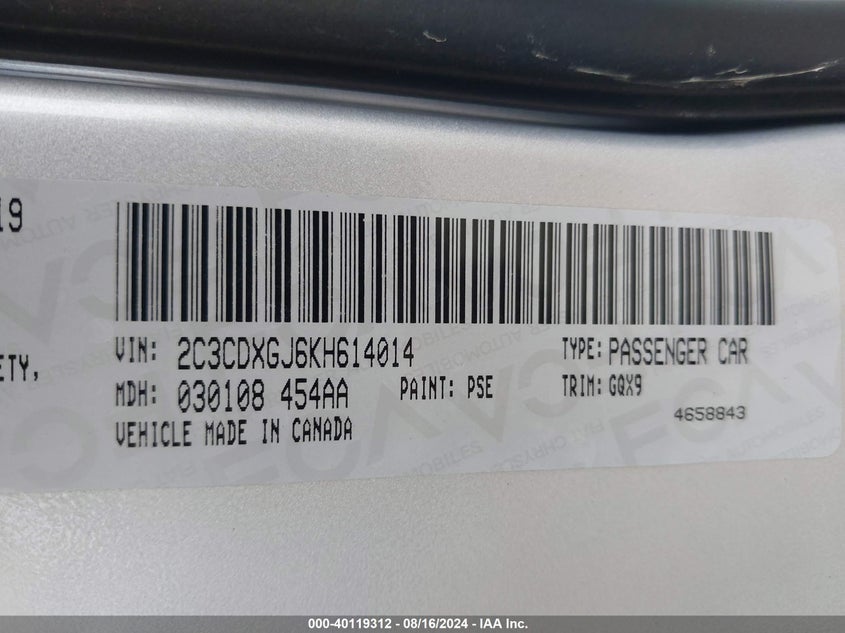 19
ETY,
VIN: 2C3CDXGJ6KH614014 TYPE: PASSENGER CAR
MDH: 030108 454AA PAINT: PSE TRIM: GQX9
VEHICLE MADE IN CANADA 4658843
000-40119312 - 08/16/2024 - IAA Inc.